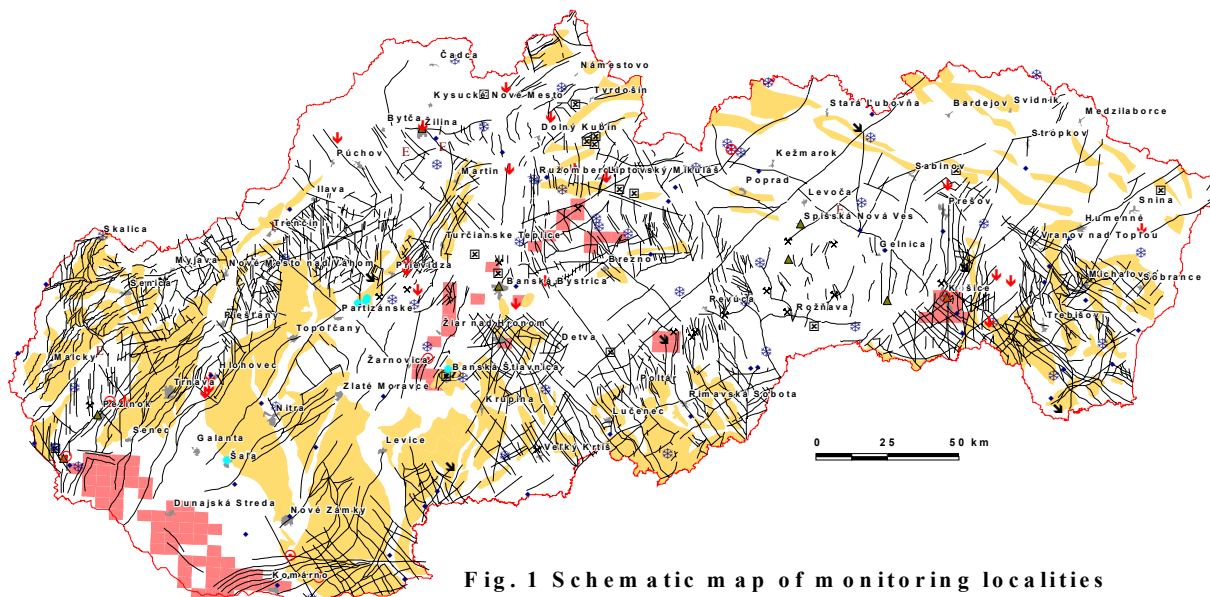 Čadca
Námestovo
Kysuck Nové Mesto
Tvrdošín
Stará Ľubovňa
Bardejov
Svidník
Medzilaborce
Bytča
Žilina
Dolný Kubín
Stropkov
Púchov
Martin
Ružomberok
Liptovský Mikuláš
Kežmarok
Poprad
Sabinov
Ilava
Levoča
Prešov
Snina
Trenčín
Spišská Nová Ves
Humenné
Skalica
Turčianske Teplice
Gelnica
Vranov nad Topľou
Myjava
Nové Mesto nad Váhom
Prievidza
Brezno
Michalovce
Sobrance
Senica
Banská Bystrica
Košice
Partizánske
Revúca
Rožňava
Piešťany
Topoľčany
Žiar nad Hronom
Detva
Trebišov
Malcky
Hlohovec
Žarnovica
Banská Štiavnica
Trnava
Zlaté Moravce
Poltár
Rimavská Sobota
Pezinok
Nitra
Krupina
Lučenec
Senec
Galanta
Levice
Veľký Krtíš
Šaľa
0 25 50 km
Dunajská Streda
Nové Zámky
Komárno
Fig. 1 Schematic map of monitoring localities